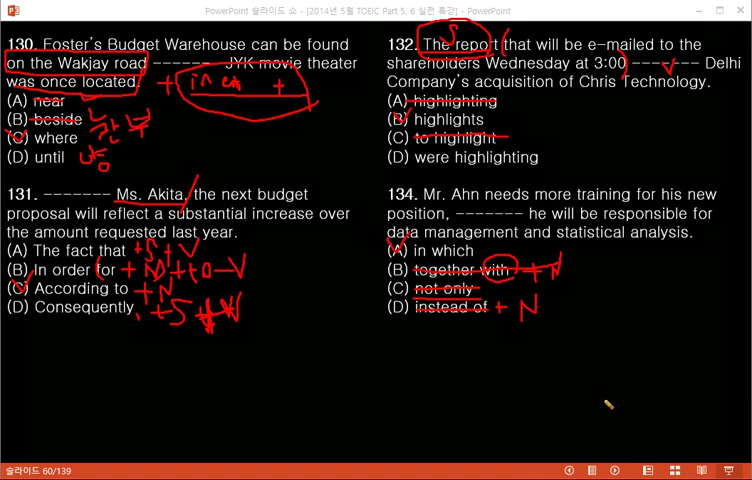 PowerPoint 슬라이드 쇼 - [2014년 5월 TOEIC Part 5, 6 실전 특강] - PowerPoint
130. Foster's Budget Warehouse can be found
on the Wakjay road ------- JYK movie theater
was once located.
+ in +
(A) near
(B) beside
(C) where
(D) until
131. ------- Ms. Akita, the next budget
proposal will reflect a substantial increase over
the amount requested last year.
(A) The fact that +S+V
(B) In order for + N + to-V
(C) According to + N
(D) Consequently, +S+V
S
132. The report that will be e-mailed to the
shareholders Wednesday at 3:00 ------- Delhi
V
Company's acquisition of Chris Technology.
(A) highlighting
(B) highlights
(C) to highlight
(D) were highlighting
134. Mr. Ahn needs more training for his new
position, ------- he will be responsible for
data management and statistical analysis.
(A) in which
(B) together with + N
(C) not only
(D) instead of + N
슬라이드 60/139